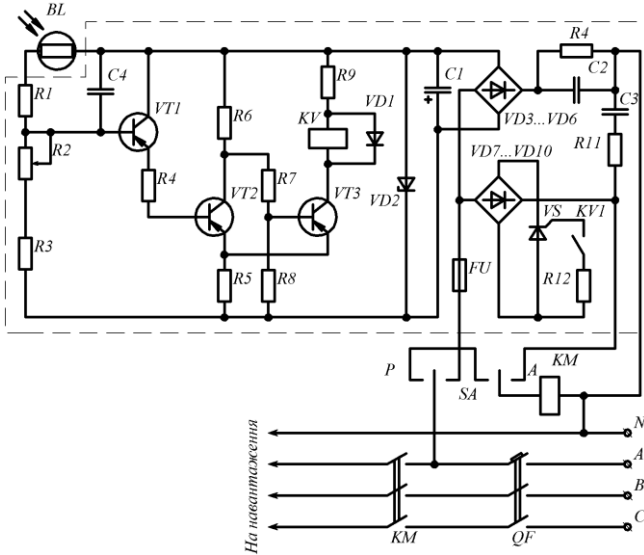 BL
R4
C2
C4
C1
C3
R1
VT1
R9
KV
VD1
VD3...VD6
R6
R11
R2
VD7...VD10
R4
VT2
R7
VT3
VD2
VS
KV1
R3
R5
R8
FU
R12
P
SA
A
KM
N
A
B
C
KM
QF
На навантаження